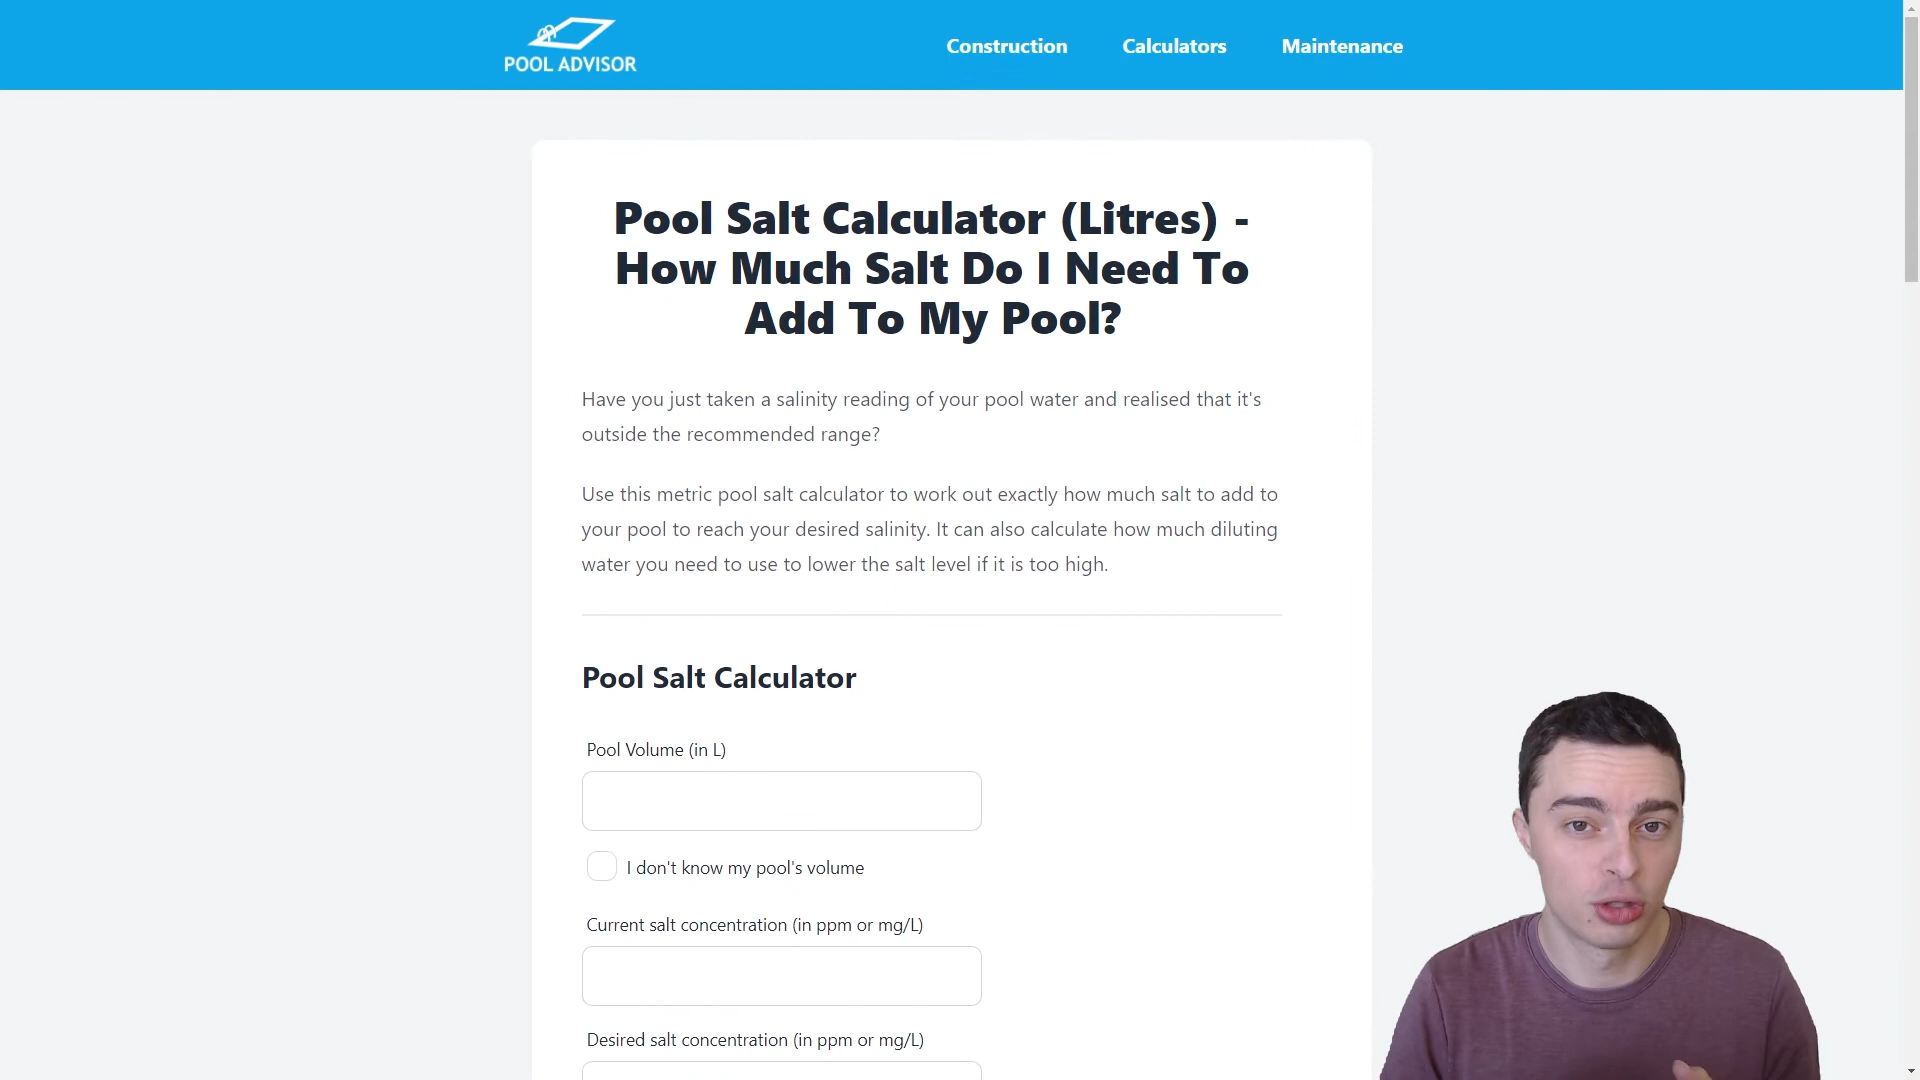 POOL ADVISOR
Construction
Calculators
Maintenance
Pool Salt Calculator (Litres) -
How Much Salt Do I Need To
Add To My Pool?
Have you just taken a salinity reading of your pool water and realised that it's
outside the recommended range?
Use this metric pool salt calculator to work out exactly how much salt to add to
your pool to reach your desired salinity. It can also calculate how much diluting
water you need to use to lower the salt level if it is too high.
Pool Salt Calculator
Pool Volume (in L)
I don't know my pool's volume
Current salt concentration (in ppm or mg/L)
Desired salt concentration (in ppm or mg/L)